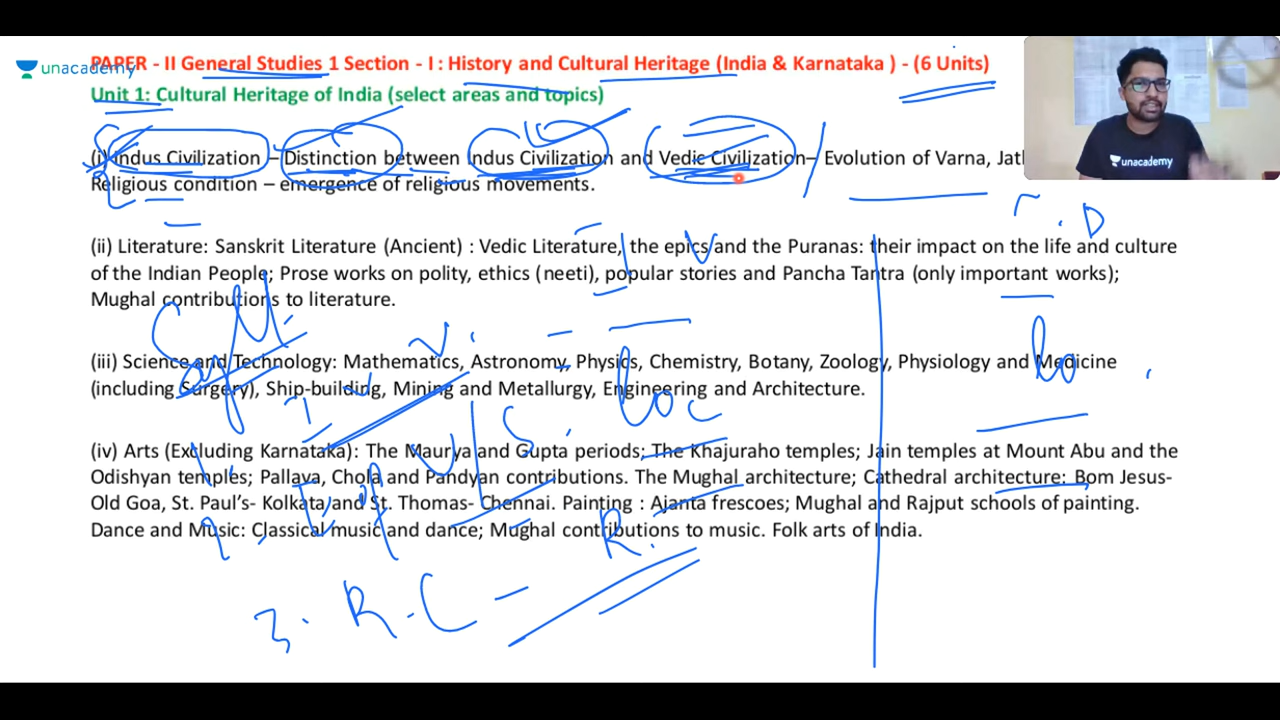 PAPER - II General Studies 1 Section - I : History and Cultural Heritage (India & Karnataka ) - (6 Units)
unacademy
Unit 1: Cultural Heritage of India (select areas and topics)
(i) Indus Civilization – Distinction between Indus Civilization and Vedic Civilization– Evolution of Varna,
unacademy
Religious condition – emergence of religious movements.
(ii) Literature: Sanskrit Literature (Ancient) : Vedic Literature, the epics and the Puranas: their impact on the life and culture
of the Indian People; Prose works on polity, ethics (neeti), popular stories and Pancha Tantra (only important works);
Mughal contributions to literature.
(iii) Science and Technology: Mathematics, Astronomy, Physics, Chemistry, Botany, Zoology, Physiology and Medicine
(including Surgery), Ship-building, Mining and Metallurgy, Engineering and Architecture.
(iv) Arts (Excluding Karnataka): The Maurya and Gupta periods; The Khajuraho temples; Jain temples at Mount Abu and the
Odishyan temples; Pallava, Chola and Pandyan contributions. The Mughal architecture; Cathedral architecture: Bom Jesus-
Old Goa, St. Paul's- Kolkata and St. Thomas- Chennai. Painting : Ajanta frescoes; Mughal and Rajput schools of painting.
Dance and Music: Classical music and dance; Mughal contributions to music. Folk arts of India.
3. R.C = R.